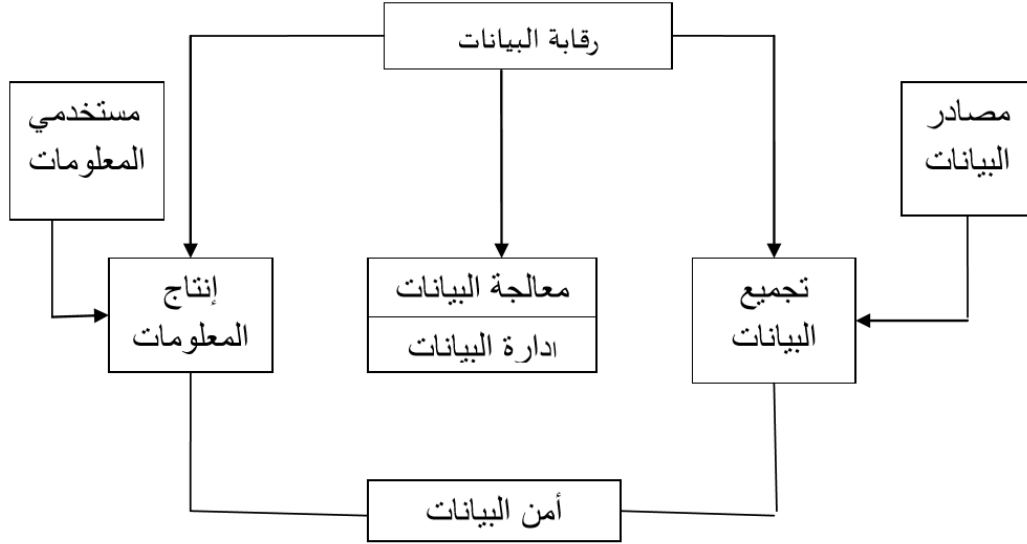 رقابة البيانات
مصادر
البيانات
مستخدمي
المعلومات
تجميع
البيانات
معالجة البيانات
ادارة البيانات
إنتاج
المعلومات
أمن البيانات